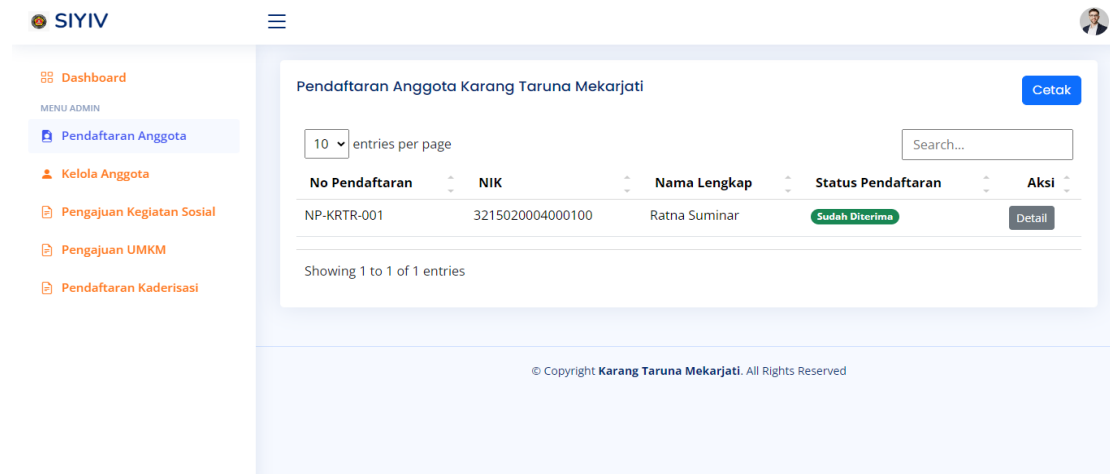 SIYIV
Dashboard
MENU ADMIN
Pendaftaran Anggota
Kelola Anggota
Pengajuan Kegiatan Sosial
Pengajuan UMKM
Pendaftaran Kaderisasi
Pendaftaran Anggota Karang Taruna Mekarjati
Cetak
10 entries per page
Search...
No Pendaftaran NIK Nama Lengkap Status Pendaftaran Aksi
NP-KRTR-001 3215020004000100 Ratna Suminar Sudah Diterima Detail
Showing 1 to 1 of 1 entries
© Copyright Karang Taruna Mekarjati. All Rights Reserved